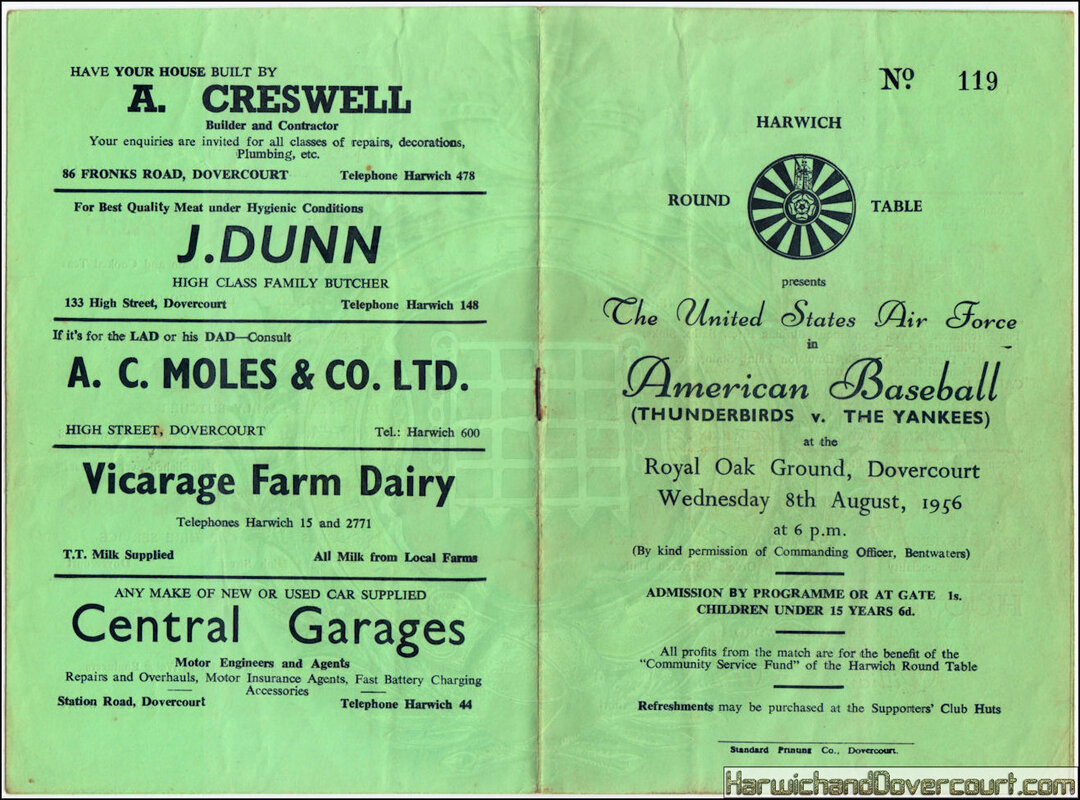 HAVE YOUR HOUSE BUILT BY
A. CRESWELL
Builder and Contractor
Your enquiries are invited for all classes of repairs, decorations,
Plumbing, etc.
86 FRONKS ROAD, DOVERCOURT Telephone Harwich 478
For Best Quality Meat under Hygienic Conditions
J. DUNN
HIGH CLASS FAMILY BUTCHER
133 High Street, Dovercourt Telephone Harwich 148
If it's for the LAD or his DAD—Consult
A. C. MOLES & CO. LTD.
HIGH STREET, DOVERCOURT Tel.: Harwich 600
Vicarage Farm Dairy
Telephones Harwich 15 and 2771
T.T. Milk Supplied All Milk from Local Farms
ANY MAKE OF NEW OR USED CAR SUPPLIED
Central Garages
Motor Engineers and Agents
Repairs and Overhauls, Motor Insurance Agents, Fast Battery Charging
Accessories
Station Road, Dovercourt Telephone Harwich 44
No 119
HARWICH
ROUND TABLE
presents
The United States Air Force
in
American Baseball
(THUNDERBIRDS v. THE YANKEES)
at the
Royal Oak Ground, Dovercourt
Wednesday 8th August, 1956
at 6 p.m.
(By kind permission of Commanding Officer, Bentwaters)
ADMISSION BY PROGRAMME OR AT GATE 1s.
CHILDREN UNDER 15 YEARS 6d.
All profits from the match are for the benefit of the
"Community Service Fund" of the Harwich Round Table
Refreshments may be purchased at the Supporters' Club Huts
Standard Printing Co., Dovercourt.
HarwichandDovercourt.com